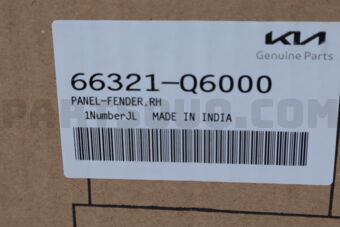 KIA
Genuine Parts
66321-Q6000
PANEL-FENDER,RH
1NumberJL MADE IN INDIA